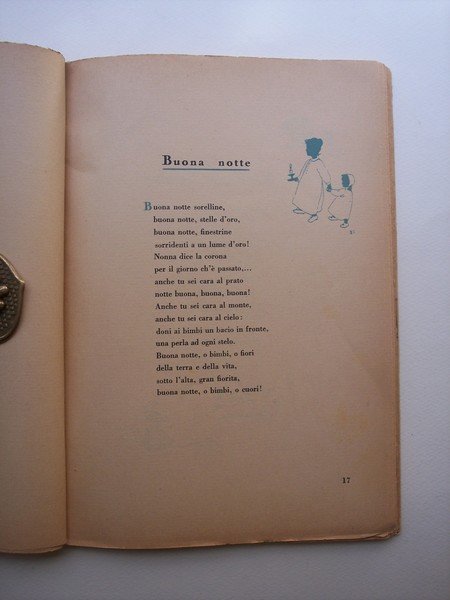 Buona notte
Buona notte sorelline,
buona notte, stelle d'oro,
buona notte, finestrine
sorridenti a un lume d'oro!
Nonna dice la corona
per il giorno ch'è passato,...
anche tu sei cara al prato
notte buona, buona, buona!
Anche tu sei cara al monte,
anche tu sei cara al cielo:
doni ai bimbi un bacio in fronte,
una perla ad ogni stelo.
Buona notte, o bimbi, o fiori
della terra e della vita,
sotto l'alta, gran fiorita,
buona notte, o bimbi, o cuori!
17